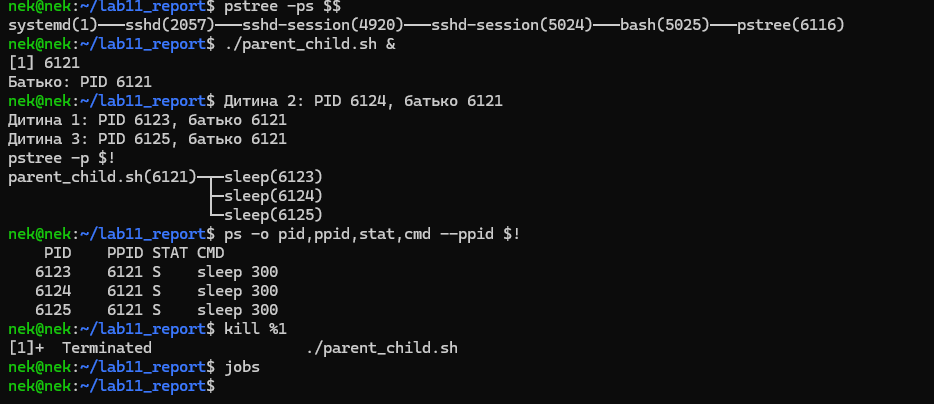 nek@nek:~/lab11_report$ pstree -ps $$
systemd(1)───sshd(2057)───sshd-session(4920)───sshd-session(5024)───bash(5025)───pstree(6116)
nek@nek:~/lab11_report$ ./parent_child.sh &
[1] 6121
Батько: PID 6121
nek@nek:~/lab11_report$ Дитина 2: PID 6124, батько 6121
Дитина 1: PID 6123, батько 6121
Дитина 3: PID 6125, батько 6121
pstree -p $!
parent_child.sh(6121)─┬─sleep(6123)
                      ├─sleep(6124)
                      └─sleep(6125)
nek@nek:~/lab11_report$ ps -o pid,ppid,stat,cmd --ppid $!
    PID    PPID STAT CMD
   6123    6121 S    sleep 300
   6124    6121 S    sleep 300
   6125    6121 S    sleep 300
nek@nek:~/lab11_report$ kill %1
[1]+  Terminated                 ./parent_child.sh
nek@nek:~/lab11_report$ jobs
nek@nek:~/lab11_report$